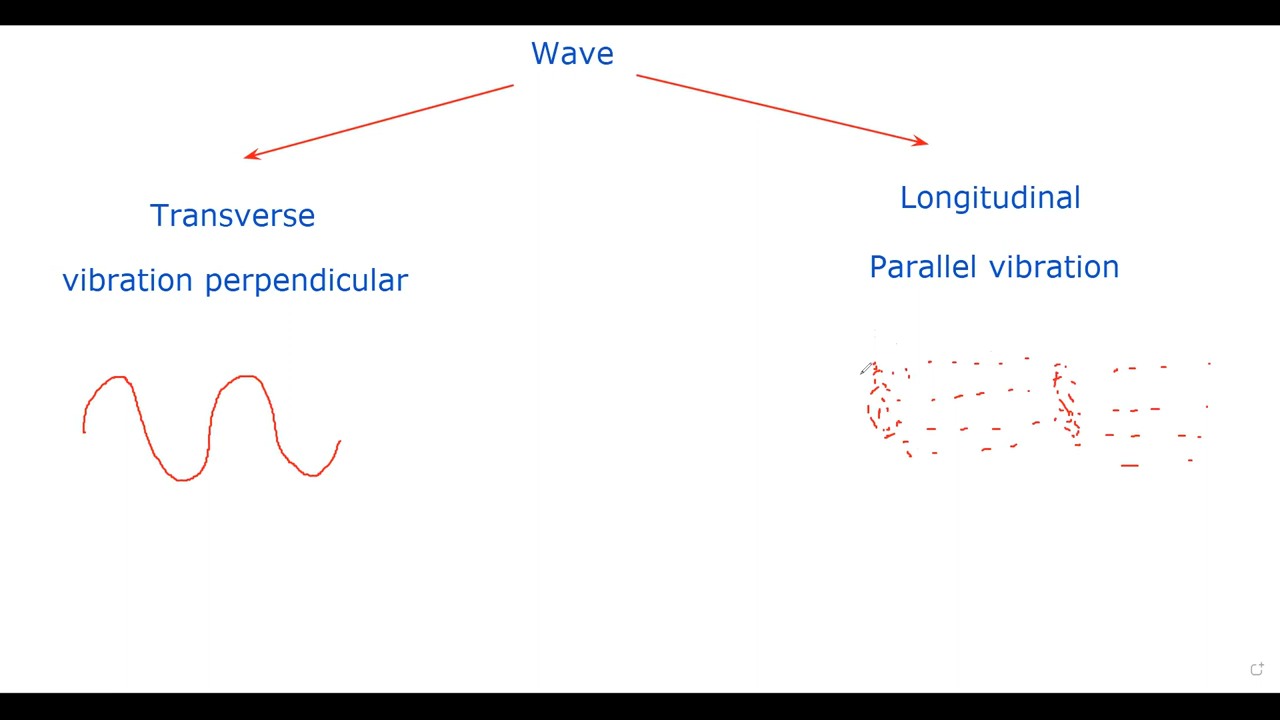 Wave
Transverse
vibration perpendicular
Longitudinal
Parallel vibration